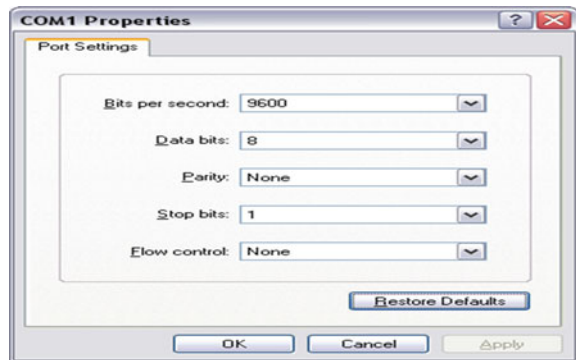 COM1 Properties
Port Settings
Bits per second: 9600
Data bits: 8
Parity: None
Stop bits: 1
Flow control: None
Restore Defaults
OK Cancel Apply